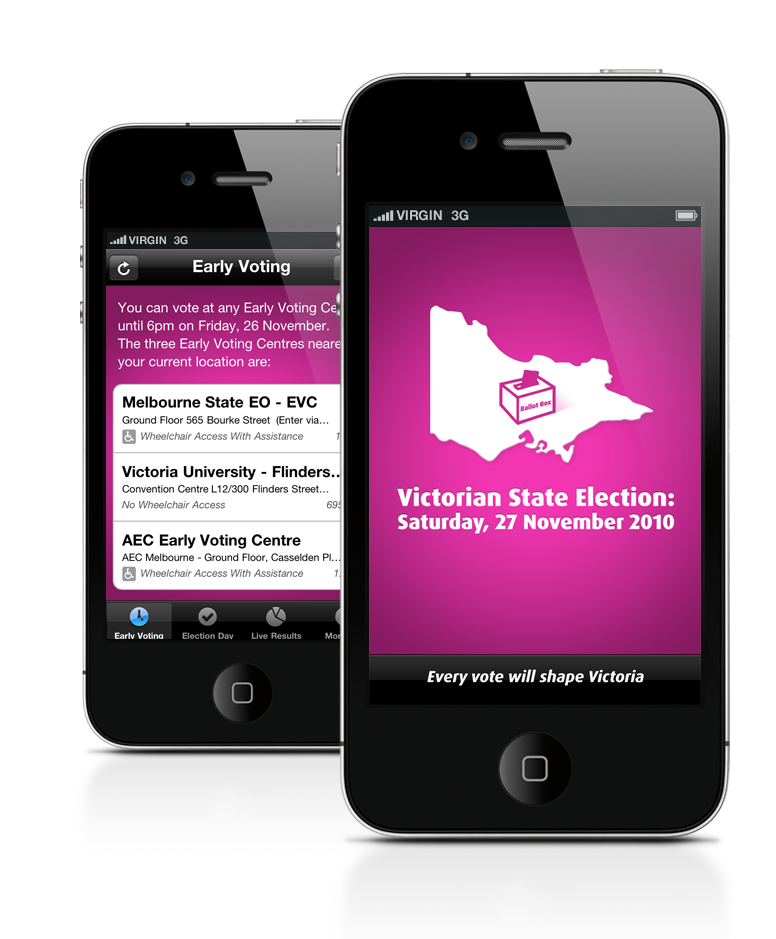 VIRGIN 3G
Early Voting
You can vote at any Early Voting Ce
until 6pm on Friday, 26 November.
The three Early Voting Centres neare
your current location are:
Melbourne State EO - EVC
Ground Floor 565 Bourke Street (Enter via...
Wheelchair Access With Assistance 1
Victoria University - Flinders...
Convention Centre L12/300 Flinders Street...
No Wheelchair Access 695
AEC Early Voting Centre
AEC Melbourne - Ground Floor, Casselden Pl...
Wheelchair Access With Assistance 1.
Early Voting Election Day Live Results Mor
VIRGIN 3G
Ballot Box
Victorian State Election:
Saturday, 27 November 2010
Every vote will shape Victoria